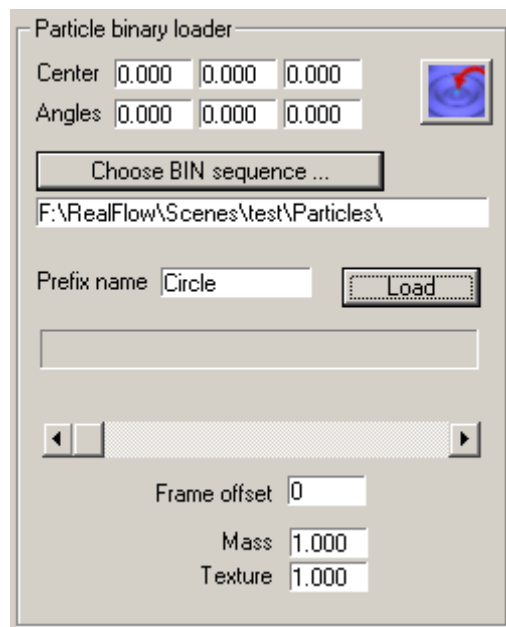 Particle binary loader
Center 0.000 0.000 0.000
Angles 0.000 0.000 0.000
Choose BIN sequence ...
F:\RealFlow\Scenes\test\Particles\
Prefix name Circle Load
Frame offset 0
Mass 1.000
Texture 1.000